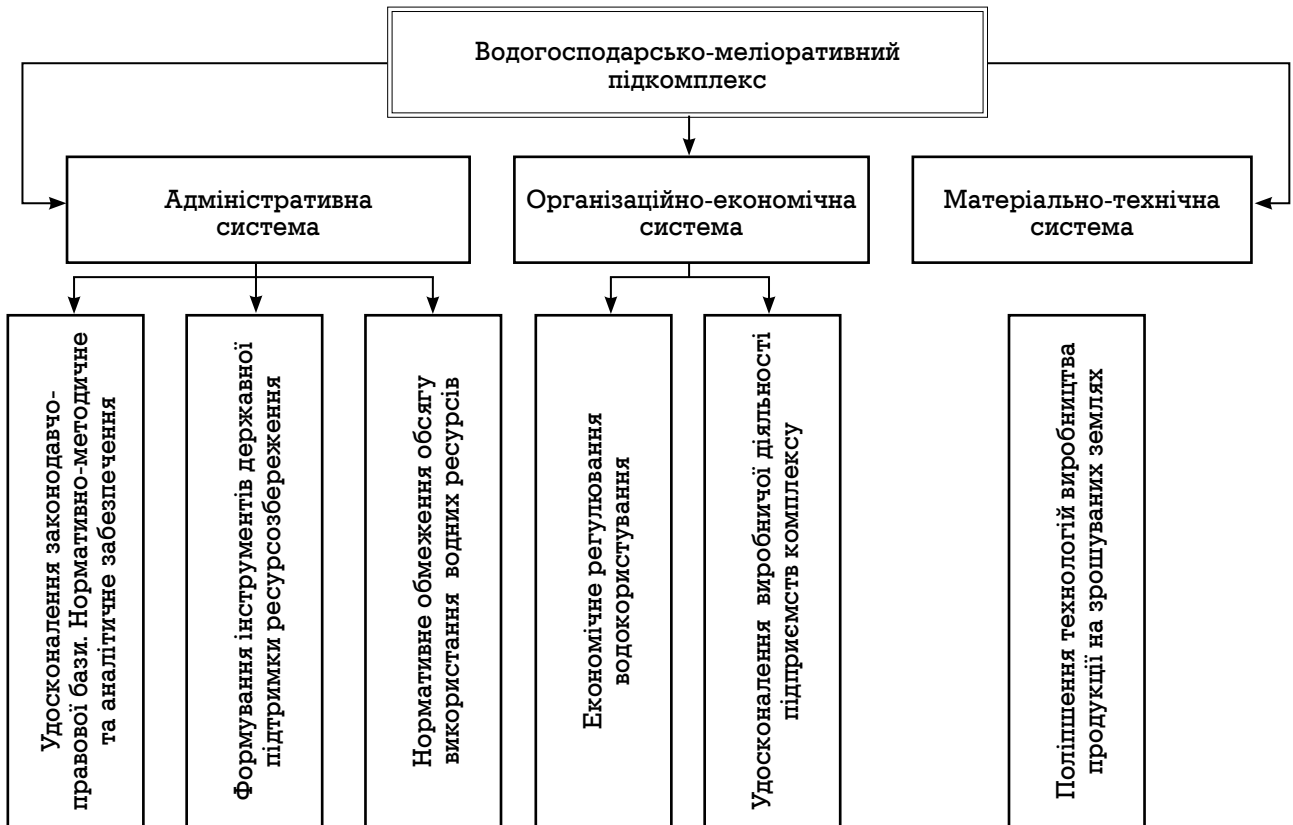 Водогосподарсько-меліоративний
підкомплекс
Адміністративна
система
Організаційно-економічна
система
Матеріально-технічна
система
Удосконалення законодавчо-
правової бази. Нормативно-методичне
та аналітичне забезпечення
Формування інструментів державної
підтримки ресурсозбереження
Нормативне обмеження обсягу
використання водних ресурсів
Економічне регулювання
водокористування
Удосконалення виробничої діяльності
підприємств комплексу
Поліпшення технологій виробництва
продукції на зрошуваних землях